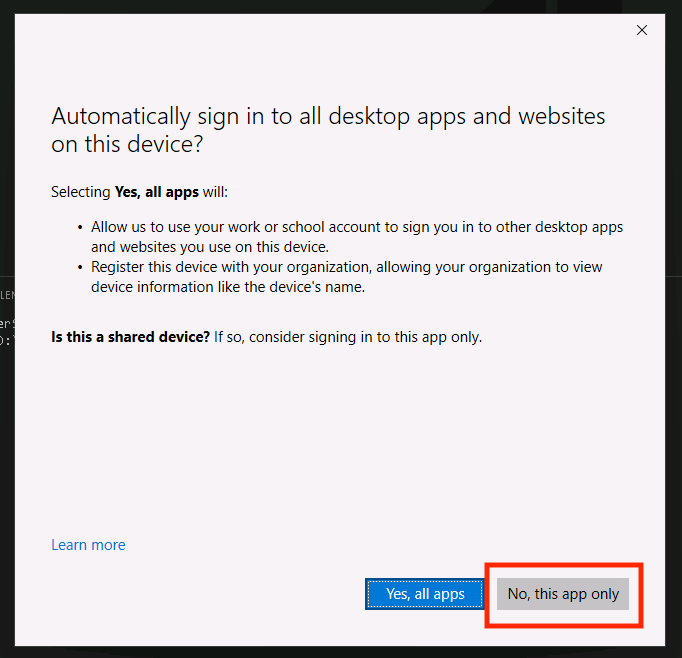 Automatically sign in to all desktop apps and websites
on this device?
Selecting Yes, all apps will:
• Allow us to use your work or school account to sign you in to other desktop apps
and websites you use on this device.
• Register this device with your organization, allowing your organization to view
device information like the device's name.
Is this a shared device? If so, consider signing in to this app only.
Learn more
Yes, all apps
No, this app only